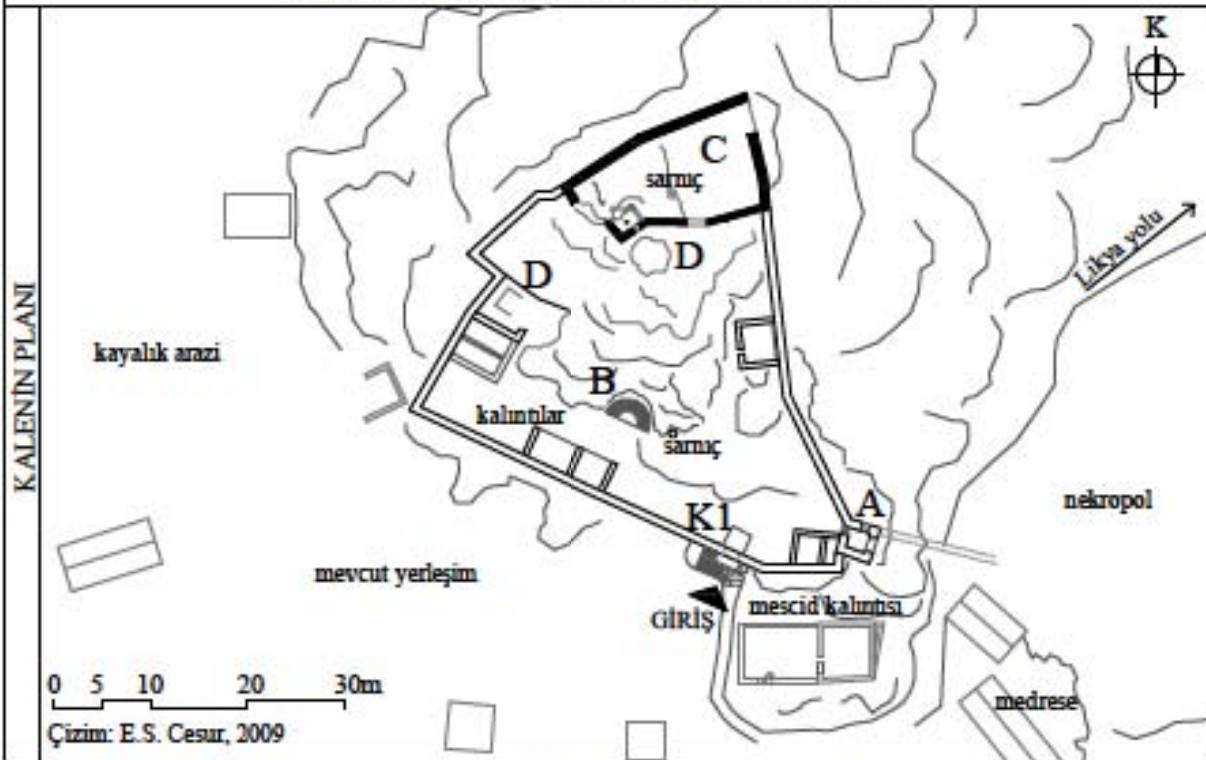 KALENİN PLANI
K
C
sarnıç
D
Likya yolu
D
kayalık arazi
B
kalıntılar
sarnıç
nekropol
A
K1
mevcut yerleşim
GİRİŞ
mescid kalıntısı
medrese
0 5 10 20 30m
Çizim: E.S. Cesur, 2009